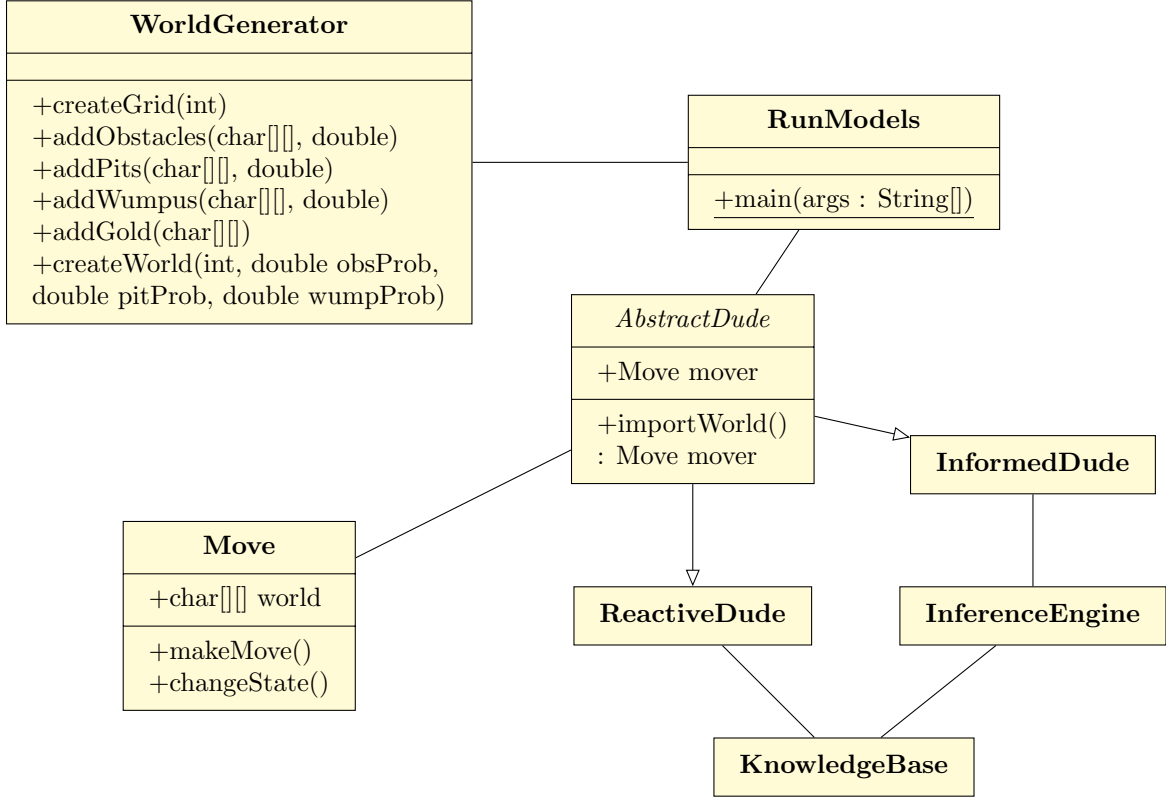 WorldGenerator
+createGrid(int)
+addObstacles(char[][], double)
+addPits(char[][], double)
+addWumpus(char[][], double)
+addGold(char[][])
+createWorld(int, double obsProb,
double pitProb, double wumpProb)
RunModels
+main(args : String[])
AbstractDude
+Move mover
+importWorld()
: Move mover
InformedDude
Move
+char[][] world
+makeMove()
+changeState()
ReactiveDude
InferenceEngine
KnowledgeBase